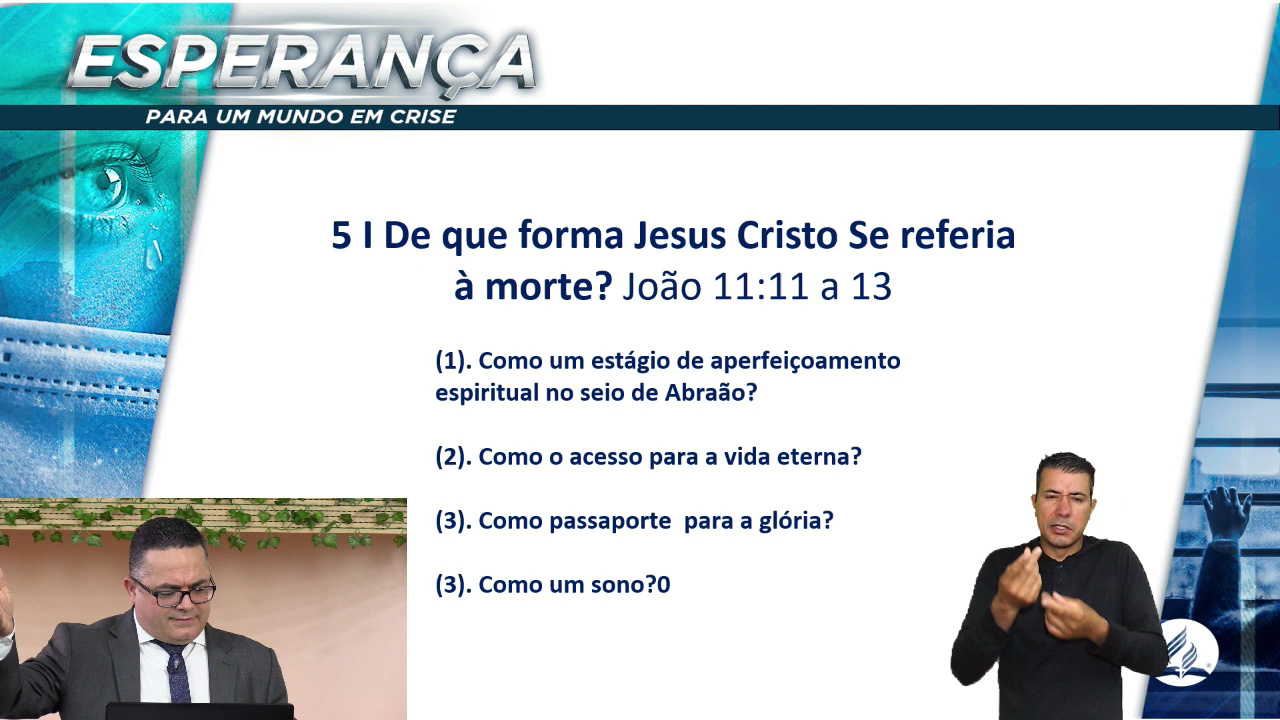 ESPERANÇA
PARA UM MUNDO EM CRISE
5 I De que forma Jesus Cristo Se referia
à morte? João 11:11 a 13
(1). Como um estágio de aperfeiçoamento
espiritual no seio de Abraão?
(2). Como o acesso para a vida eterna?
(3). Como passaporte  para a glória?
(3). Como um sono?0